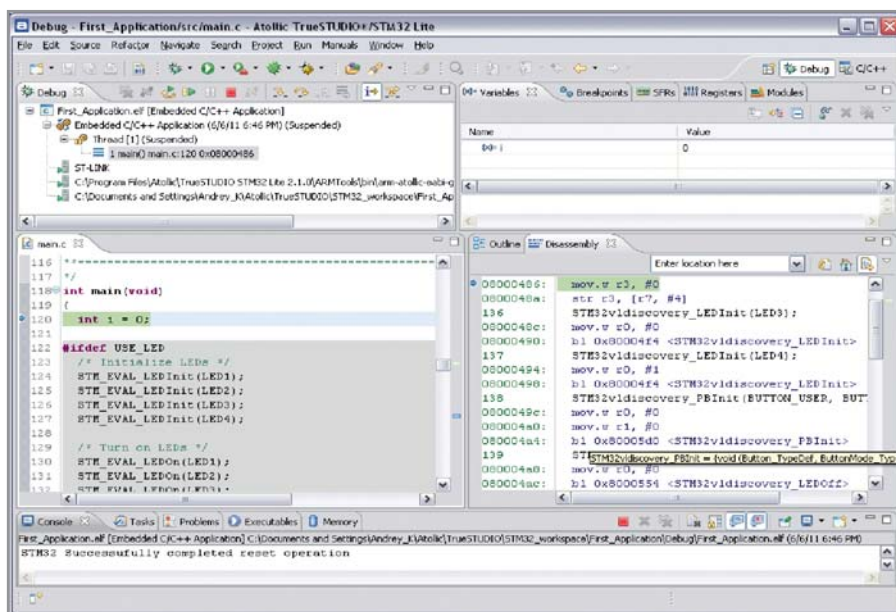 Debug - First_Application/src/main.c - Atollic TrueSTUDIO®/STM32 Lite
File Edit Source Refactor Navigate Search Project Run Manuals Window Help
Debug C/C++
Debug
First_Application.elf [Embedded C/C++ Application]
Embedded C/C++ Application (6/6/11 6:46 PM) (Suspended)
Thread [1] (Suspended)
1 main() main.c:120 0x08000486
ST-LINK
C:\Program Files\Atollic\TrueSTUDIO STM32 Lite 2.1.0\ARMTools\bin\arm-atollic-eabi-g
C:\Documents and Settings\Andrey_K\Atollic\TrueSTUDIO\STM32_workspace\First_Ap
(x)= Variables Breakpoints SFRs Registers Modules
Name Value
(x)= i 0
main.c
116 **
117 */
118 int main(void)
119 {
120 int i = 0;
121
122 #ifdef USE_LED
123 /* Initialize LEDs */
124 STM_EVAL_LEDInit(LED1);
125 STM_EVAL_LEDInit(LED2);
126 STM_EVAL_LEDInit(LED3);
127 STM_EVAL_LEDInit(LED4);
128
129 /* Turn on LEDs */
130 STM_EVAL_LEDOn(LED1);
131 STM_EVAL_LEDOn(LED2);
132 STM_EVAL_LEDOn(LED3);
Outline Disassembly
Enter location here
08000486: mov.w r3, #0
0800048a: str r3, [r7, #4]
136 STM32vldiscovery_LEDInit(LED3);
0800048c: mov.w r0, #0
08000490: bl 0x80004f4 <STM32vldiscovery_LEDInit>
137 STM32vldiscovery_LEDInit(LED4);
08000494: mov.w r0, #1
08000498: bl 0x80004f4 <STM32vldiscovery_LEDInit>
138 STM32vldiscovery_PBInit(BUTTON_USER, BUT
0800049c: mov.w r0, #0
080004a0: mov.w r1, #0
080004a4: bl 0x80005d0 <STM32vldiscovery_PBInit>
139 STM
STM32vldiscovery_PBInit = {void (Button_TypeDef, ButtonMode_Typ
080004a8: mov.w r0, #0
080004ac: bl 0x8000554 <STM32vldiscovery_LEDOff>
Console Tasks Problems Executables Memory
First_Application.elf [Embedded C/C++ Application] C:\Documents and Settings\Andrey_K\Atollic\TrueSTUDIO\STM32_workspace\First_Application\Debug\First_Application.elf (6/6/11 6:46 PM)
STM32 Successufully completed reset operation